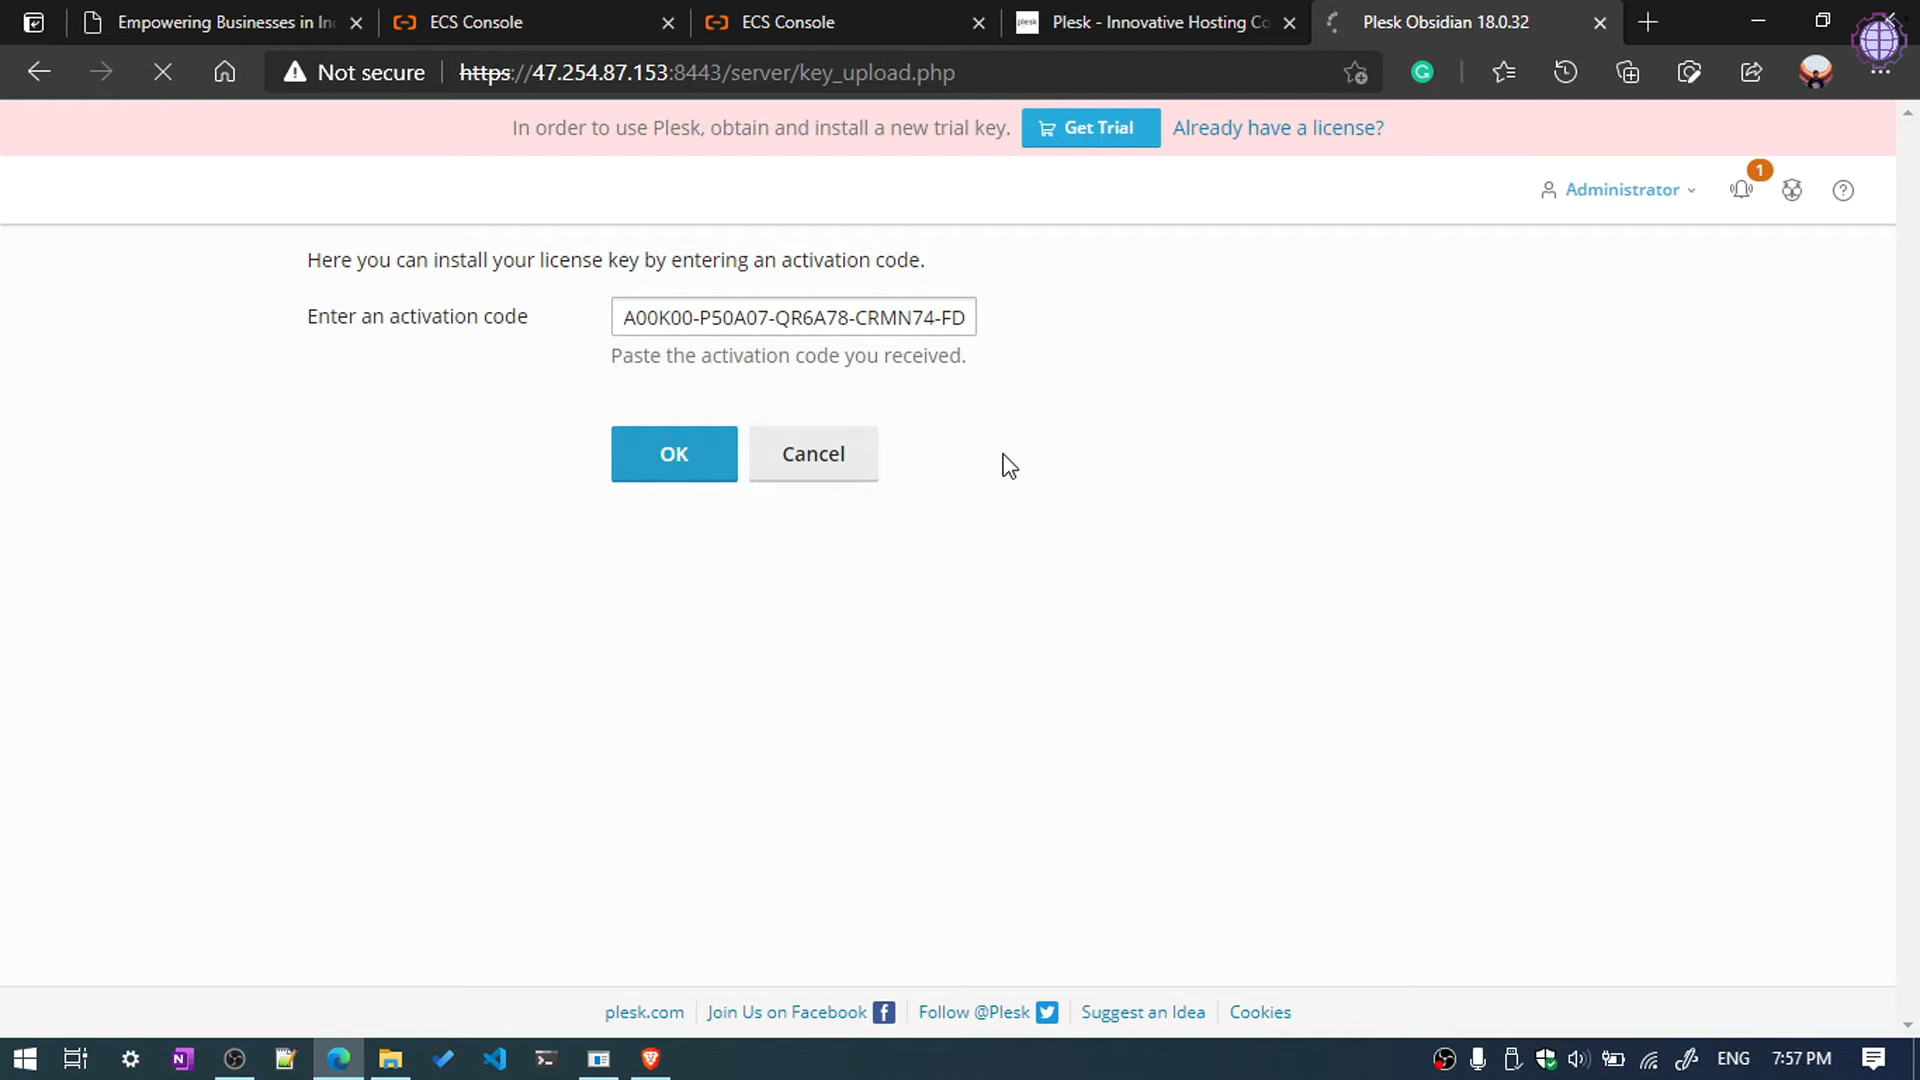 Empowering Businesses in In
ECS Console
ECS Console
plesk
Plesk - Innovative Hosting Co
Plesk Obsidian 18.0.32
Not secure
https://47.254.87.153:8443/server/key_upload.php
In order to use Plesk, obtain and install a new trial key.
Get Trial
Already have a license?
Administrator
1
Here you can install your license key by entering an activation code.
Enter an activation code
A00K00-P50A07-QR6A78-CRMN74-FD
Paste the activation code you received.
OK
Cancel
plesk.com
Join Us on Facebook
Follow @Plesk
Suggest an Idea
Cookies
ENG
7:57 PM